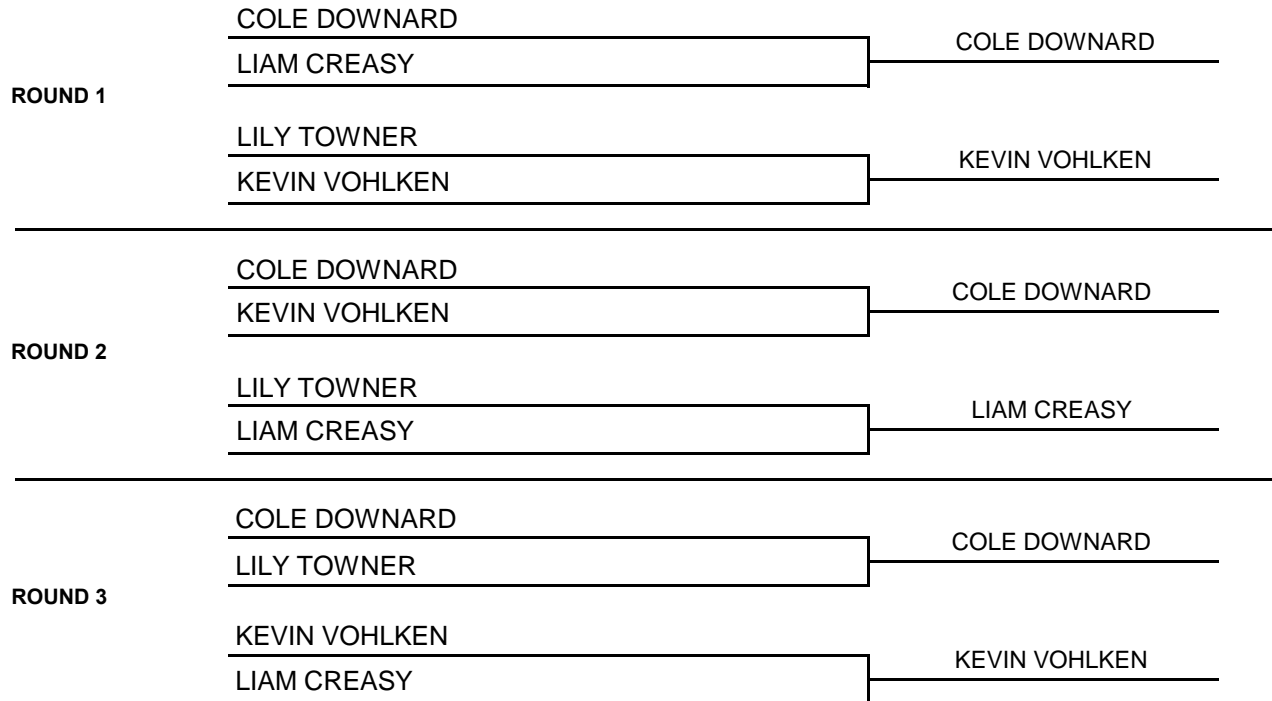 COLE DOWNARD
COLE DOWNARD
LIAM CREASY
ROUND 1
LILY TOWNER
KEVIN VOHLKEN
KEVIN VOHLKEN
COLE DOWNARD
COLE DOWNARD
KEVIN VOHLKEN
ROUND 2
LILY TOWNER
LIAM CREASY
LIAM CREASY
COLE DOWNARD
COLE DOWNARD
LILY TOWNER
ROUND 3
KEVIN VOHLKEN
KEVIN VOHLKEN
LIAM CREASY